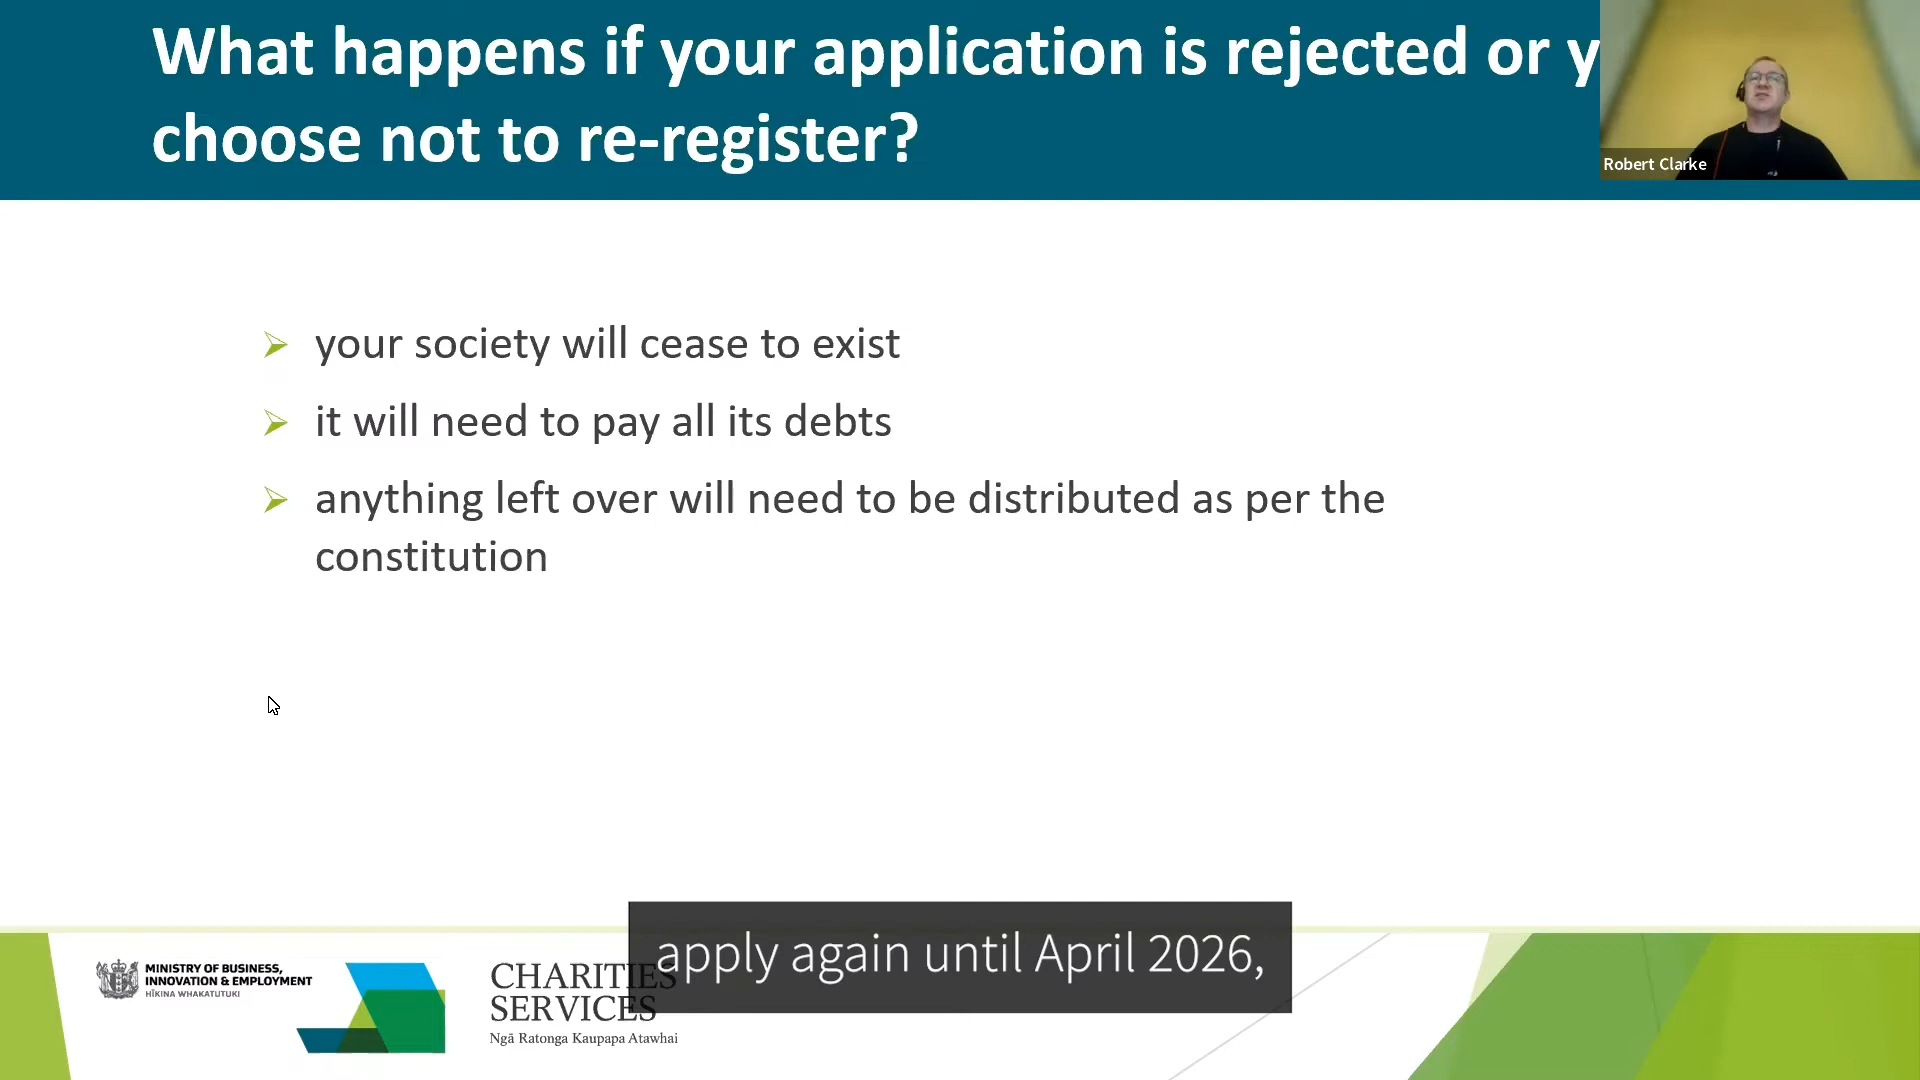 What happens if your application is rejected or y
choose not to re-register?
Robert Clarke
your society will cease to exist
it will need to pay all its debts
anything left over will need to be distributed as per the
constitution
apply again until April 2026,
MINISTRY OF BUSINESS,
INNOVATION & EMPLOYMENT
HĪKINA WHAKATUTUKI
CHARITIES
SERVICES
Ngā Ratonga Kaupapa Atawhai